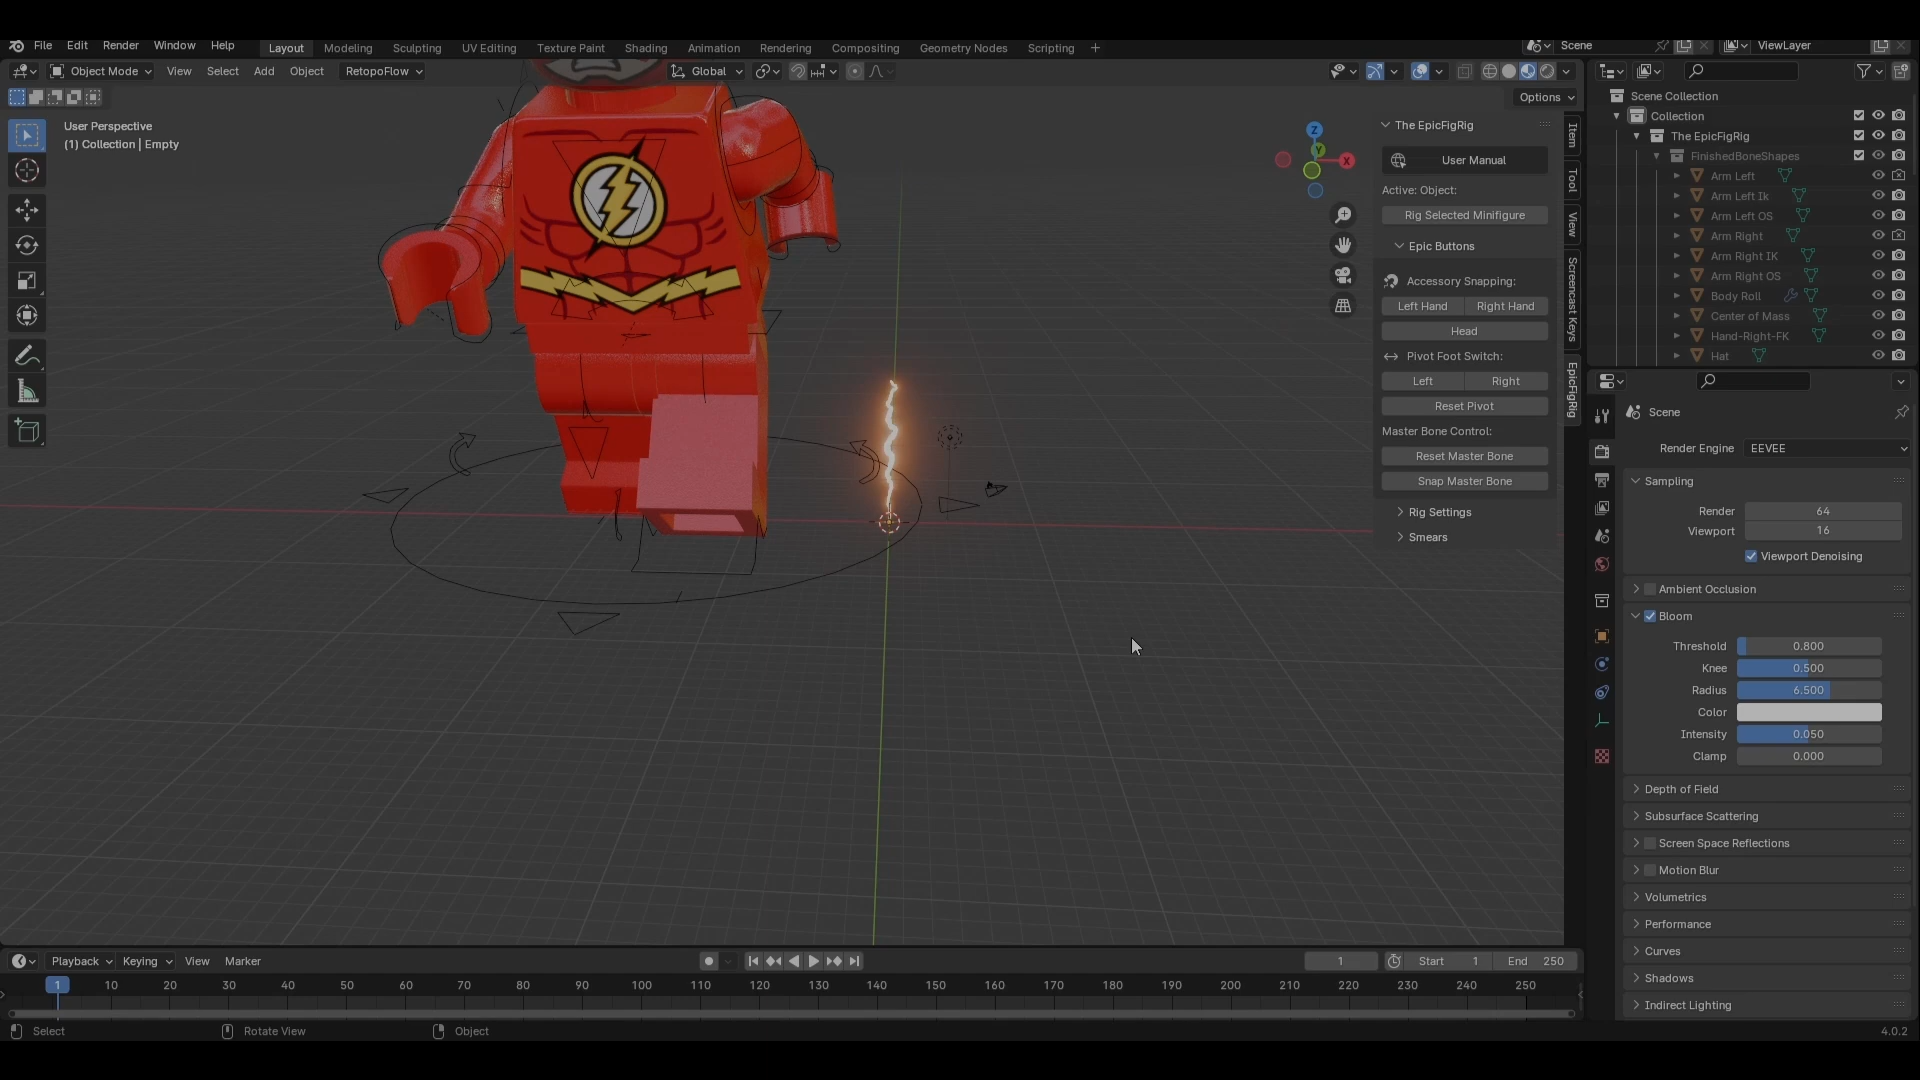 File Edit Render Window Help Layout Modeling Sculpting UV Editing Texture Paint Shading Animation Rendering Compositing Geometry Nodes Scripting + Scene ViewLayer
Object Mode View Select Add Object RetopoFlow Global
Options
User Perspective
(1) Collection | Empty
Z
Y
X
The EpicFigRig
User Manual
Active: Object:
Rig Selected Minifigure
Epic Buttons
Accessory Snapping:
Left Hand Right Hand
Head
Pivot Foot Switch:
Left Right
Reset Pivot
Master Bone Control:
Reset Master Bone
Snap Master Bone
Rig Settings
Smears
Item
Tool
View
Screencast Keys
EpicFigRig
Scene Collection
Collection
The EpicFigRig
FinishedBoneShapes
Arm Left
Arm Left Ik
Arm Left OS
Arm Right
Arm Right IK
Arm Right OS
Body Roll
Center of Mass
Hand-Right-FK
Hat
Scene
Render Engine EEVEE
Sampling
Render 64
Viewport 16
Viewport Denoising
Ambient Occlusion
Bloom
Threshold 0.800
Knee 0.500
Radius 6.500
Color
Intensity 0.050
Clamp 0.000
Depth of Field
Subsurface Scattering
Screen Space Reflections
Motion Blur
Volumetrics
Performance
Curves
Shadows
Indirect Lighting
Playback Keying View Marker 1 Start 1 End 250
1 10 20 30 40 50 60 70 80 90 100 110 120 130 140 150 160 170 180 190 200 210 220 230 240 250
Select Rotate View Object 4.0.2